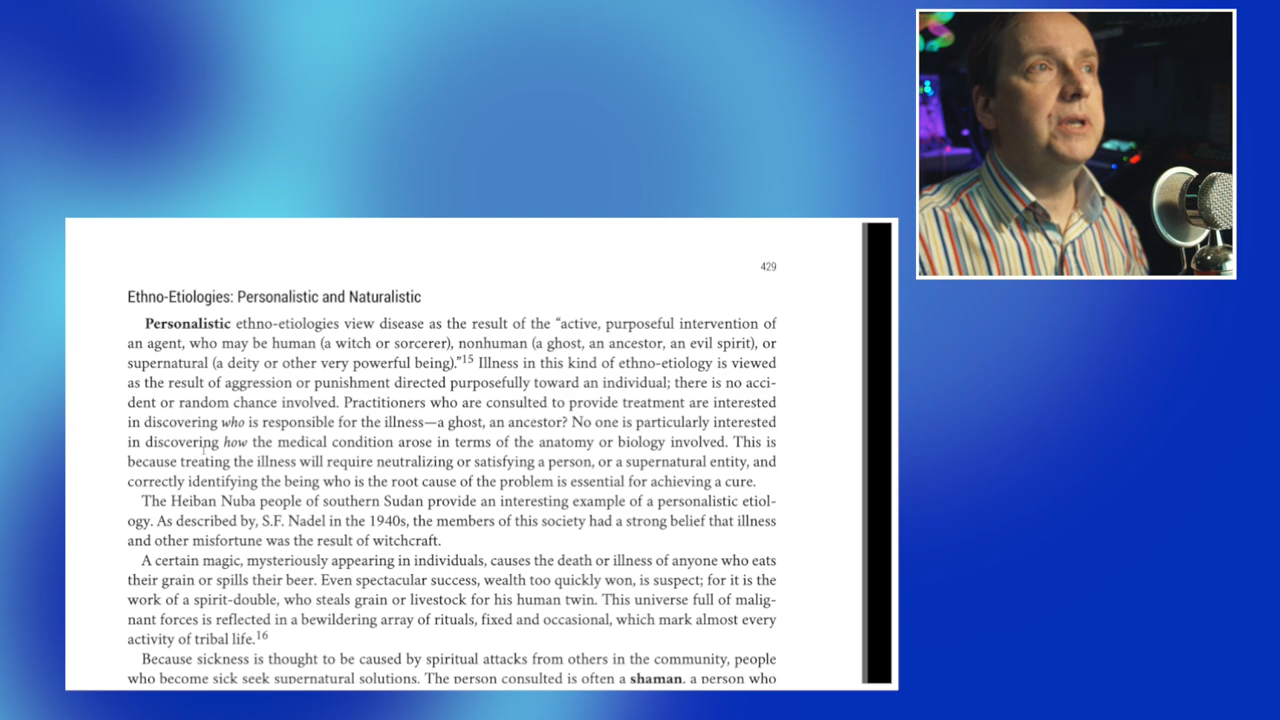 429
Ethno-Etiologies: Personalistic and Naturalistic
Personalistic ethno-etiologies view disease as the result of the “active, purposeful intervention of
an agent, who may be human (a witch or sorcerer), nonhuman (a ghost, an ancestor, an evil spirit), or
supernatural (a deity or other very powerful being).”15 Illness in this kind of ethno-etiology is viewed
as the result of aggression or punishment directed purposefully toward an individual; there is no acci-
dent or random chance involved. Practitioners who are consulted to provide treatment are interested
in discovering who is responsible for the illness—a ghost, an ancestor? No one is particularly interested
in discovering how the medical condition arose in terms of the anatomy or biology involved. This is
because treating the illness will require neutralizing or satisfying a person, or a supernatural entity, and
correctly identifying the being who is the root cause of the problem is essential for achieving a cure.
The Heiban Nuba people of southern Sudan provide an interesting example of a personalistic etiol-
ogy. As described by, S.F. Nadel in the 1940s, the members of this society had a strong belief that illness
and other misfortune was the result of witchcraft.
A certain magic, mysteriously appearing in individuals, causes the death or illness of anyone who eats
their grain or spills their beer. Even spectacular success, wealth too quickly won, is suspect; for it is the
work of a spirit-double, who steals grain or livestock for his human twin. This universe full of malig-
nant forces is reflected in a bewildering array of rituals, fixed and occasional, which mark almost every
activity of tribal life.16
Because sickness is thought to be caused by spiritual attacks from others in the community, people
who become sick seek supernatural solutions. The person consulted is often a shaman, a person who